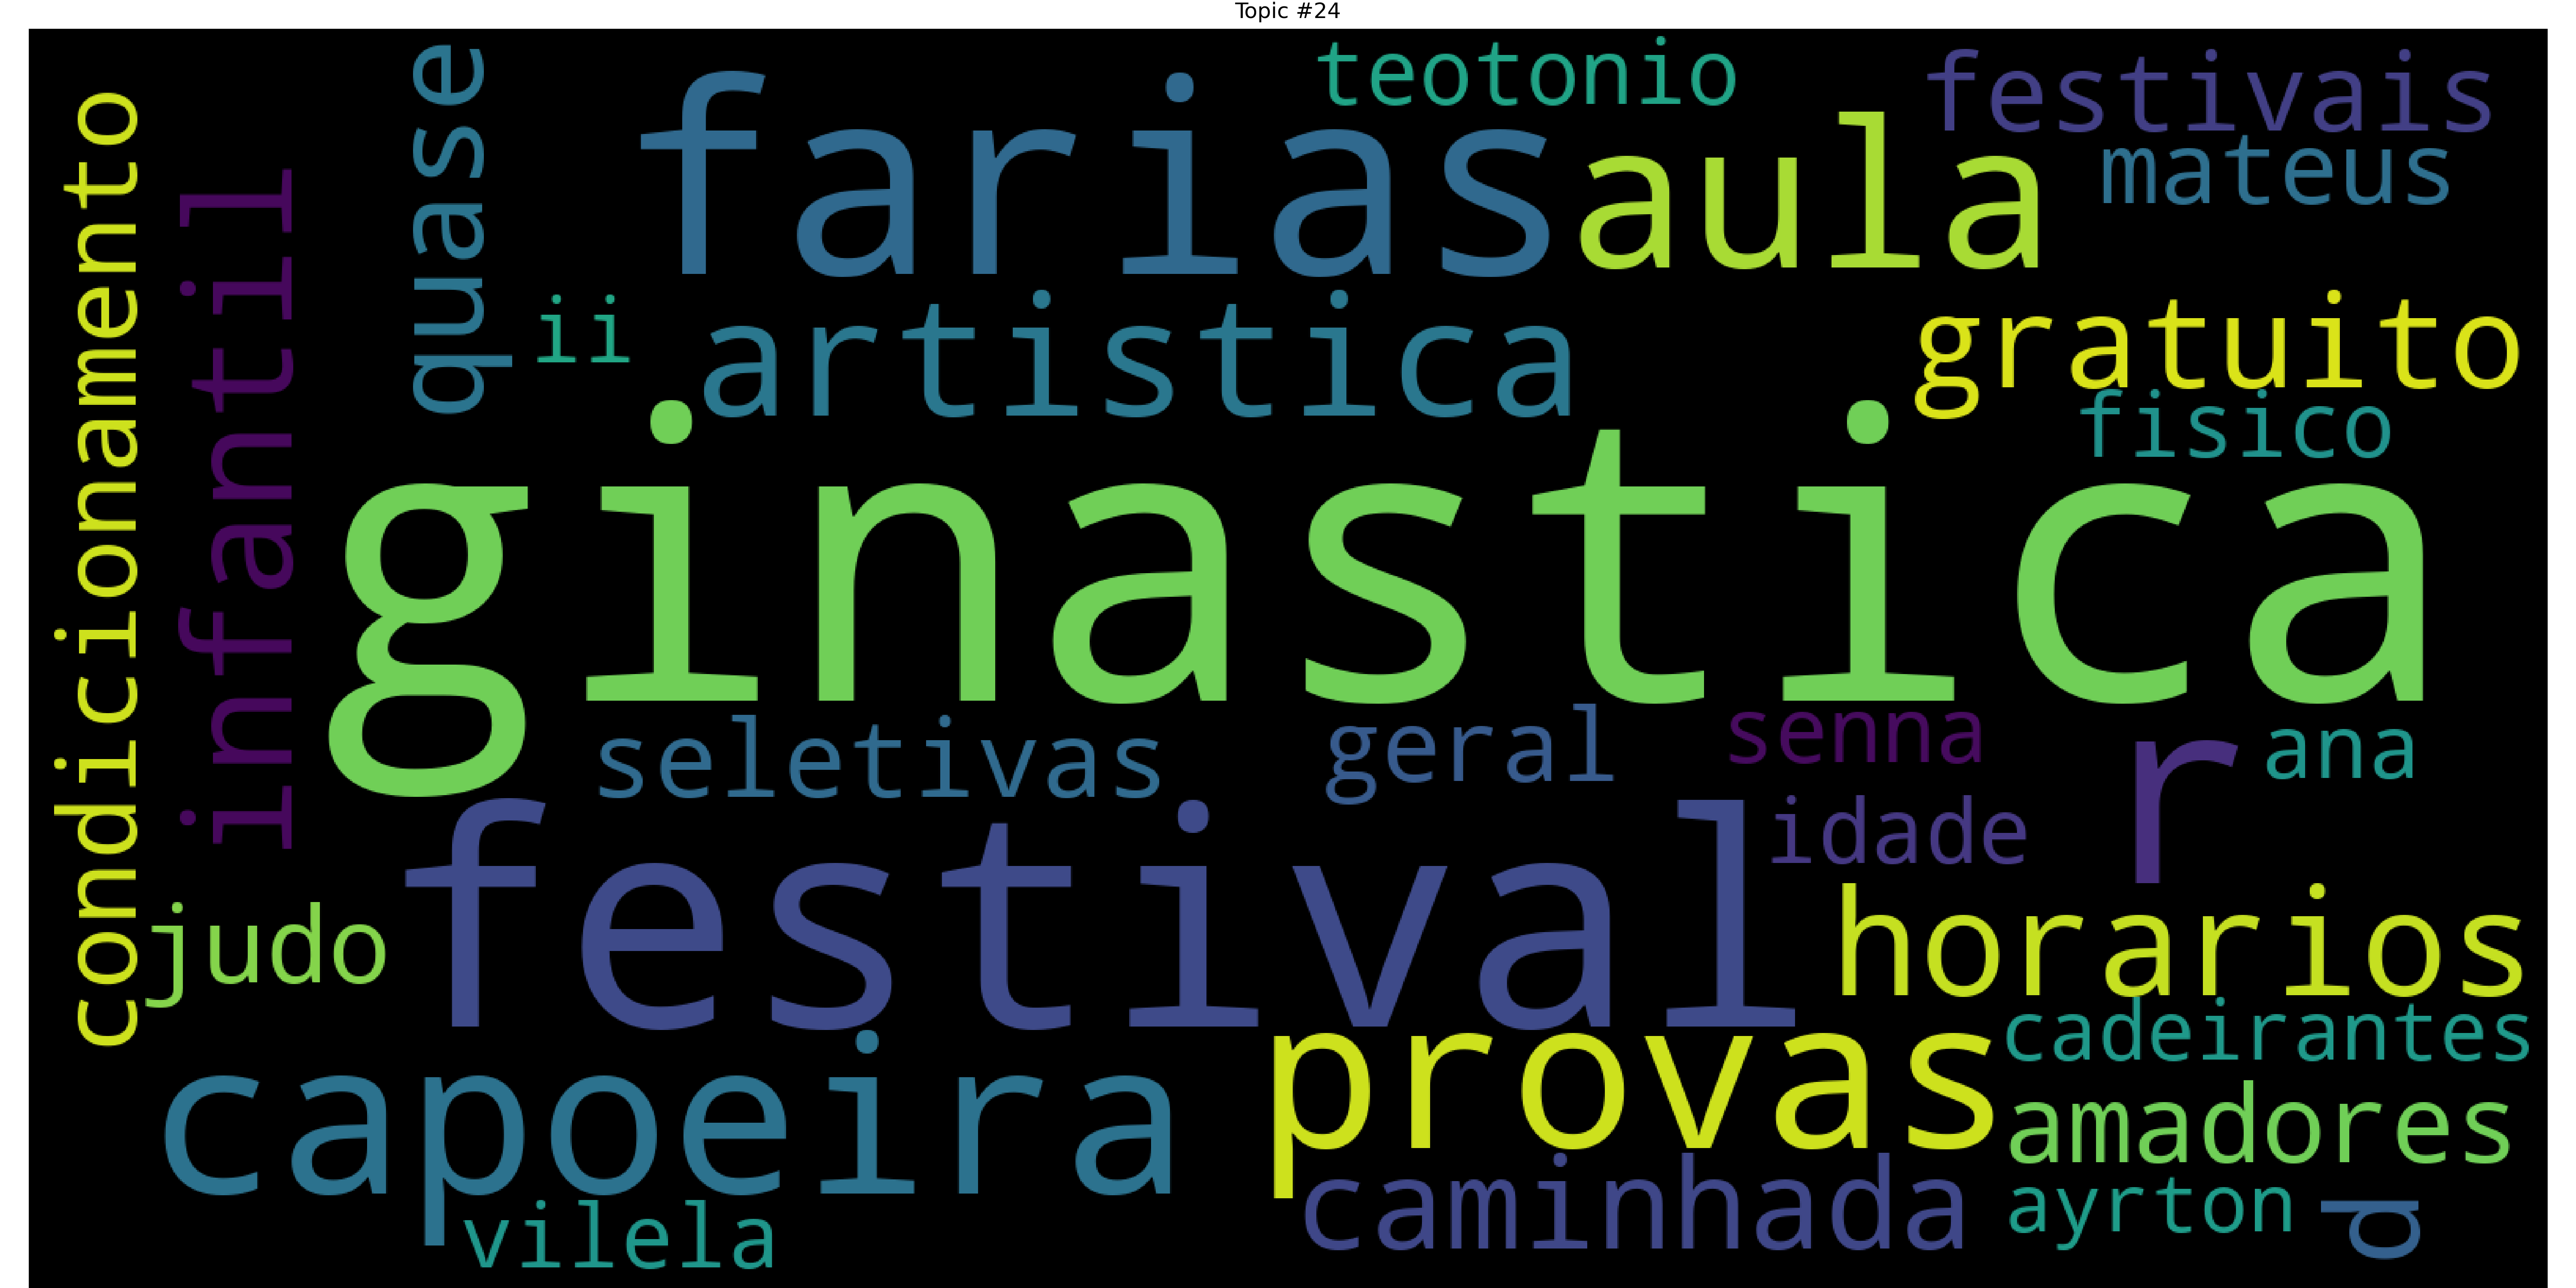 Topic #24
condicionamento
infantil
quase
farias
teotonio
festivais
aula
mateus
ii
artistica
gratuito
fisico
ginastica
seletivas
geral
senna
r
ana
idade
festival
judo
horarios
capoeira
provas
cadeirantes
amadores
caminhada
ayrton
d
vilela